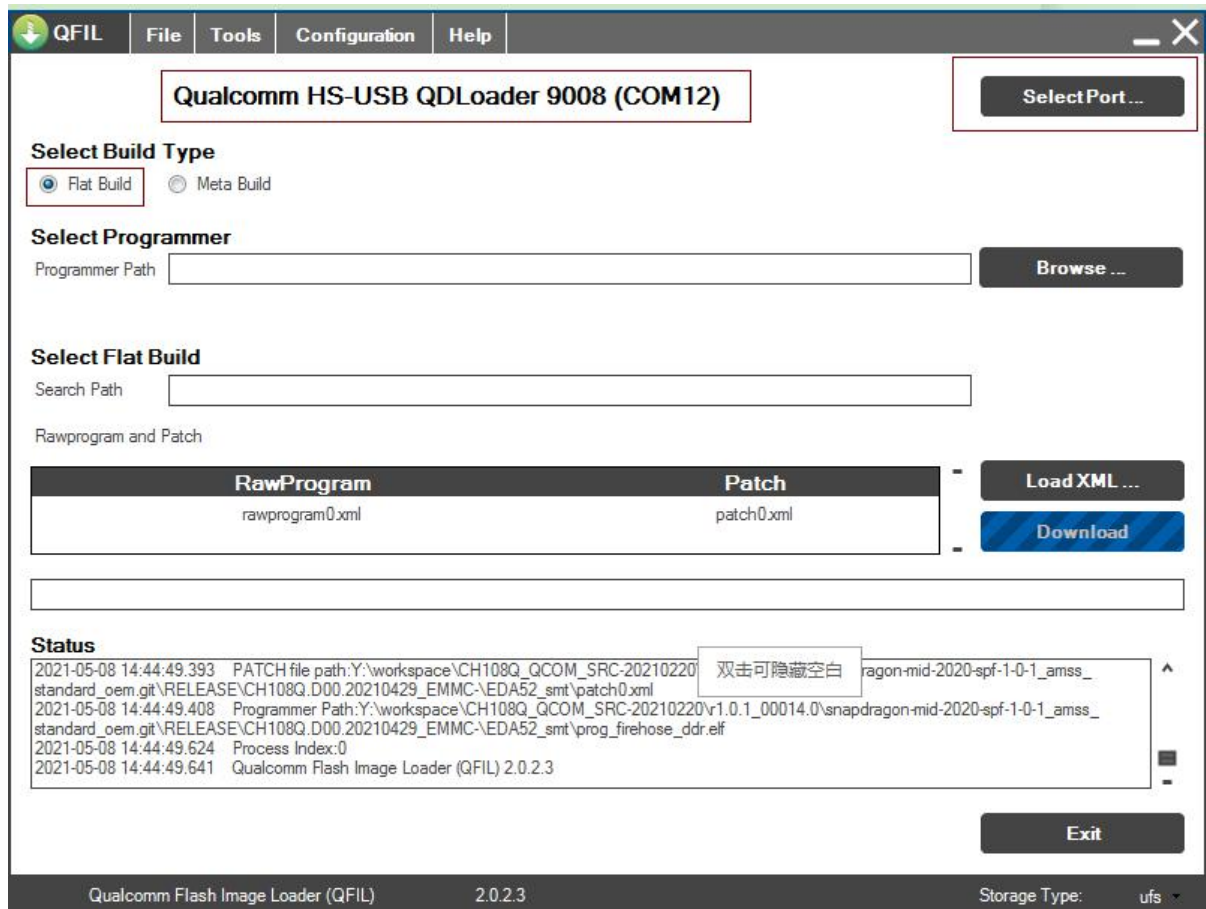 QFIL File Tools Configuration Help
Qualcomm HS-USB QDLoader 9008 (COM12)
Select Port ...
Select Build Type
Flat Build Meta Build
Select Programmer
Programmer Path
Browse ...
Select Flat Build
Search Path
Rawprogram and Patch
RawProgram Patch
Load XML ...
rawprogram0.xml patch0.xml
Download
Status
2021-05-08 14:44:49.393 PATCH file path:Y:\workspace\CH108Q_QCOM_SRC-20210220\ 双击可隐藏空白 ragon-mid-2020-spf-1-0-1_amss_
standard_oem.git\RELEASE\CH108Q.D00.20210429_EMMC-\EDA52_smt\patch0.xml
2021-05-08 14:44:49.408 Programmer Path:Y:\workspace\CH108Q_QCOM_SRC-20210220\r1.0.1_00014.0\snapdragon-mid-2020-spf-1-0-1_amss_
standard_oem.git\RELEASE\CH108Q.D00.20210429_EMMC-\EDA52_smt\prog_firehose_ddr.elf
2021-05-08 14:44:49.624 Process Index:0
2021-05-08 14:44:49.641 Qualcomm Flash Image Loader (QFIL) 2.0.2.3
Exit
Qualcomm Flash Image Loader (QFIL) 2.0.2.3 Storage Type: ufs